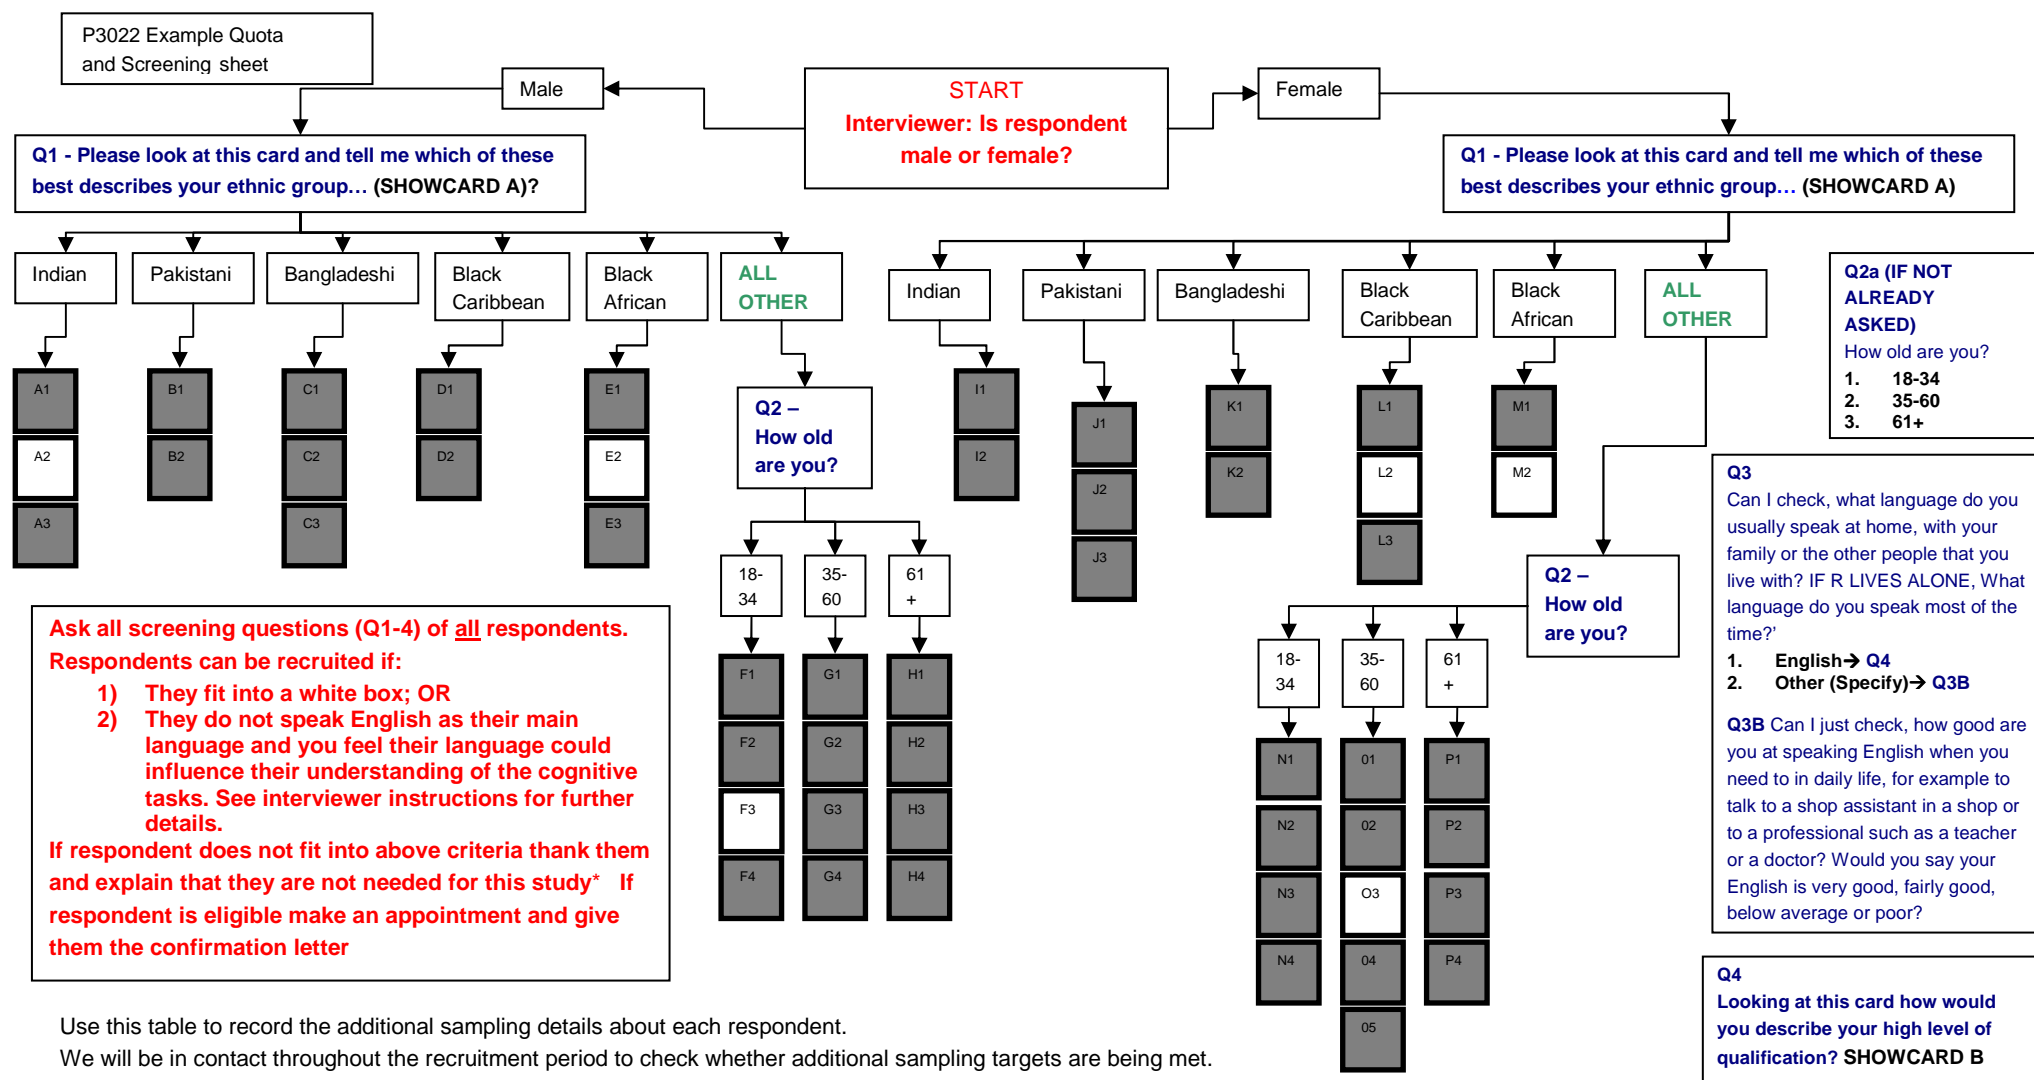 P3022 Example Quota
and Screening sheet
Male
START
Interviewer: Is respondent
male or female?
Female
Q1 - Please look at this card and tell me which of these
best describes your ethnic group… (SHOWCARD A)?
Q1 - Please look at this card and tell me which of these
best describes your ethnic group… (SHOWCARD A)
Indian
Pakistani
Bangladeshi
Black
Caribbean
Black
African
ALL
OTHER
Indian
Pakistani
Bangladeshi
Black
Caribbean
Black
African
ALL
OTHER
A1
A2
A3
B1
B2
C1
C2
C3
D1
D2
E1
E2
E3
Q2 –
How old
are you?
18-
34
35-
60
61
+
F1
F2
F3
F4
G1
G2
G3
G4
H1
H2
H3
H4
I1
I2
J1
J2
J3
K1
K2
L1
L2
L3
M1
M2
Q2 –
How old
are you?
18-
34
35-
60
61
+
N1
N2
N3
N4
01
02
O3
04
05
P1
P2
P3
P4
Q2a (IF NOT
ALREADY
ASKED)
How old are you?
1. 18-34
2. 35-60
3. 61+
Q3
Can I check, what language do you
usually speak at home, with your
family or the other people that you
live with? IF R LIVES ALONE, What
language do you speak most of the
time?'
1. English→ Q4
2. Other (Specify)→ Q3B
Q3B Can I just check, how good are
you at speaking English when you
need to in daily life, for example to
talk to a shop assistant in a shop or
to a professional such as a teacher
or a doctor? Would you say your
English is very good, fairly good,
below average or poor?
Q4
Looking at this card how would
you describe your high level of
qualification? SHOWCARD B
Ask all screening questions (Q1-4) of all respondents.
Respondents can be recruited if:
1) They fit into a white box; OR
2) They do not speak English as their main
language and you feel their language could
influence their understanding of the cognitive
tasks. See interviewer instructions for further
details.
If respondent does not fit into above criteria thank them
and explain that they are not needed for this study* If
respondent is eligible make an appointment and give
them the confirmation letter
Use this table to record the additional sampling details about each respondent.
We will be in contact throughout the recruitment period to check whether additional sampling targets are being met.